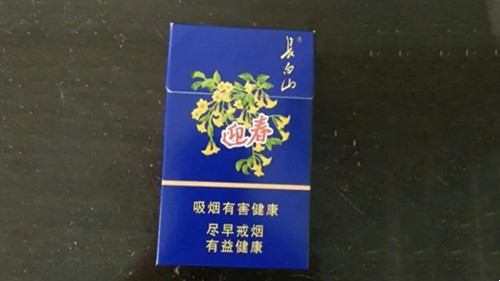 长白山
迎春
吸烟有害健康
尽早戒烟
有益健康